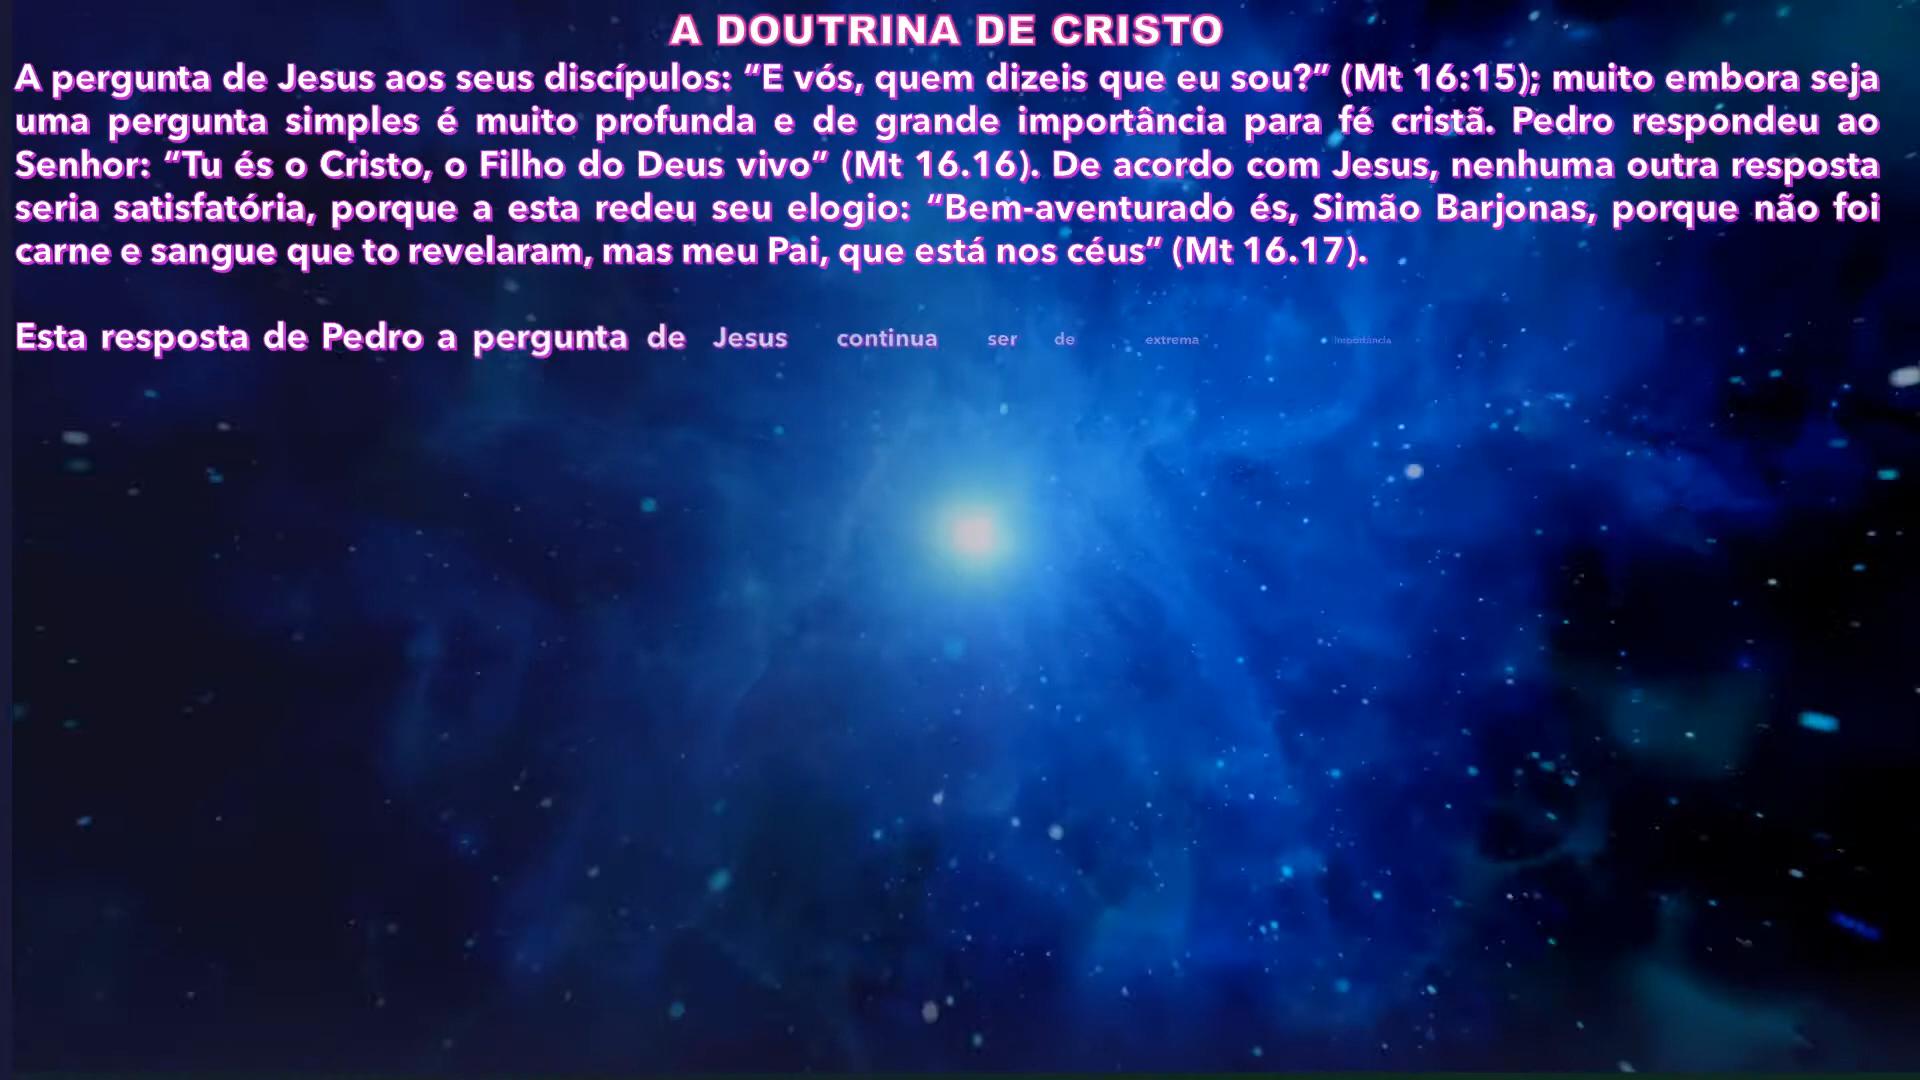 A DOUTRINA DE CRISTO
A pergunta de Jesus aos seus discípulos: “E vós, quem dizeis que eu sou?” (Mt 16:15); muito embora seja
uma pergunta simples é muito profunda e de grande importância para fé cristã. Pedro respondeu ao
Senhor: “Tu és o Cristo, o Filho do Deus vivo” (Mt 16.16). De acordo com Jesus, nenhuma outra resposta
seria satisfatória, porque a esta redeu seu elogio: “Bem-aventurado és, Simão Barjonas, porque não foi
carne e sangue que to revelaram, mas meu Pai, que está nos céus” (Mt 16.17).
Esta resposta de Pedro a pergunta de Jesus continua ser de extrema importância